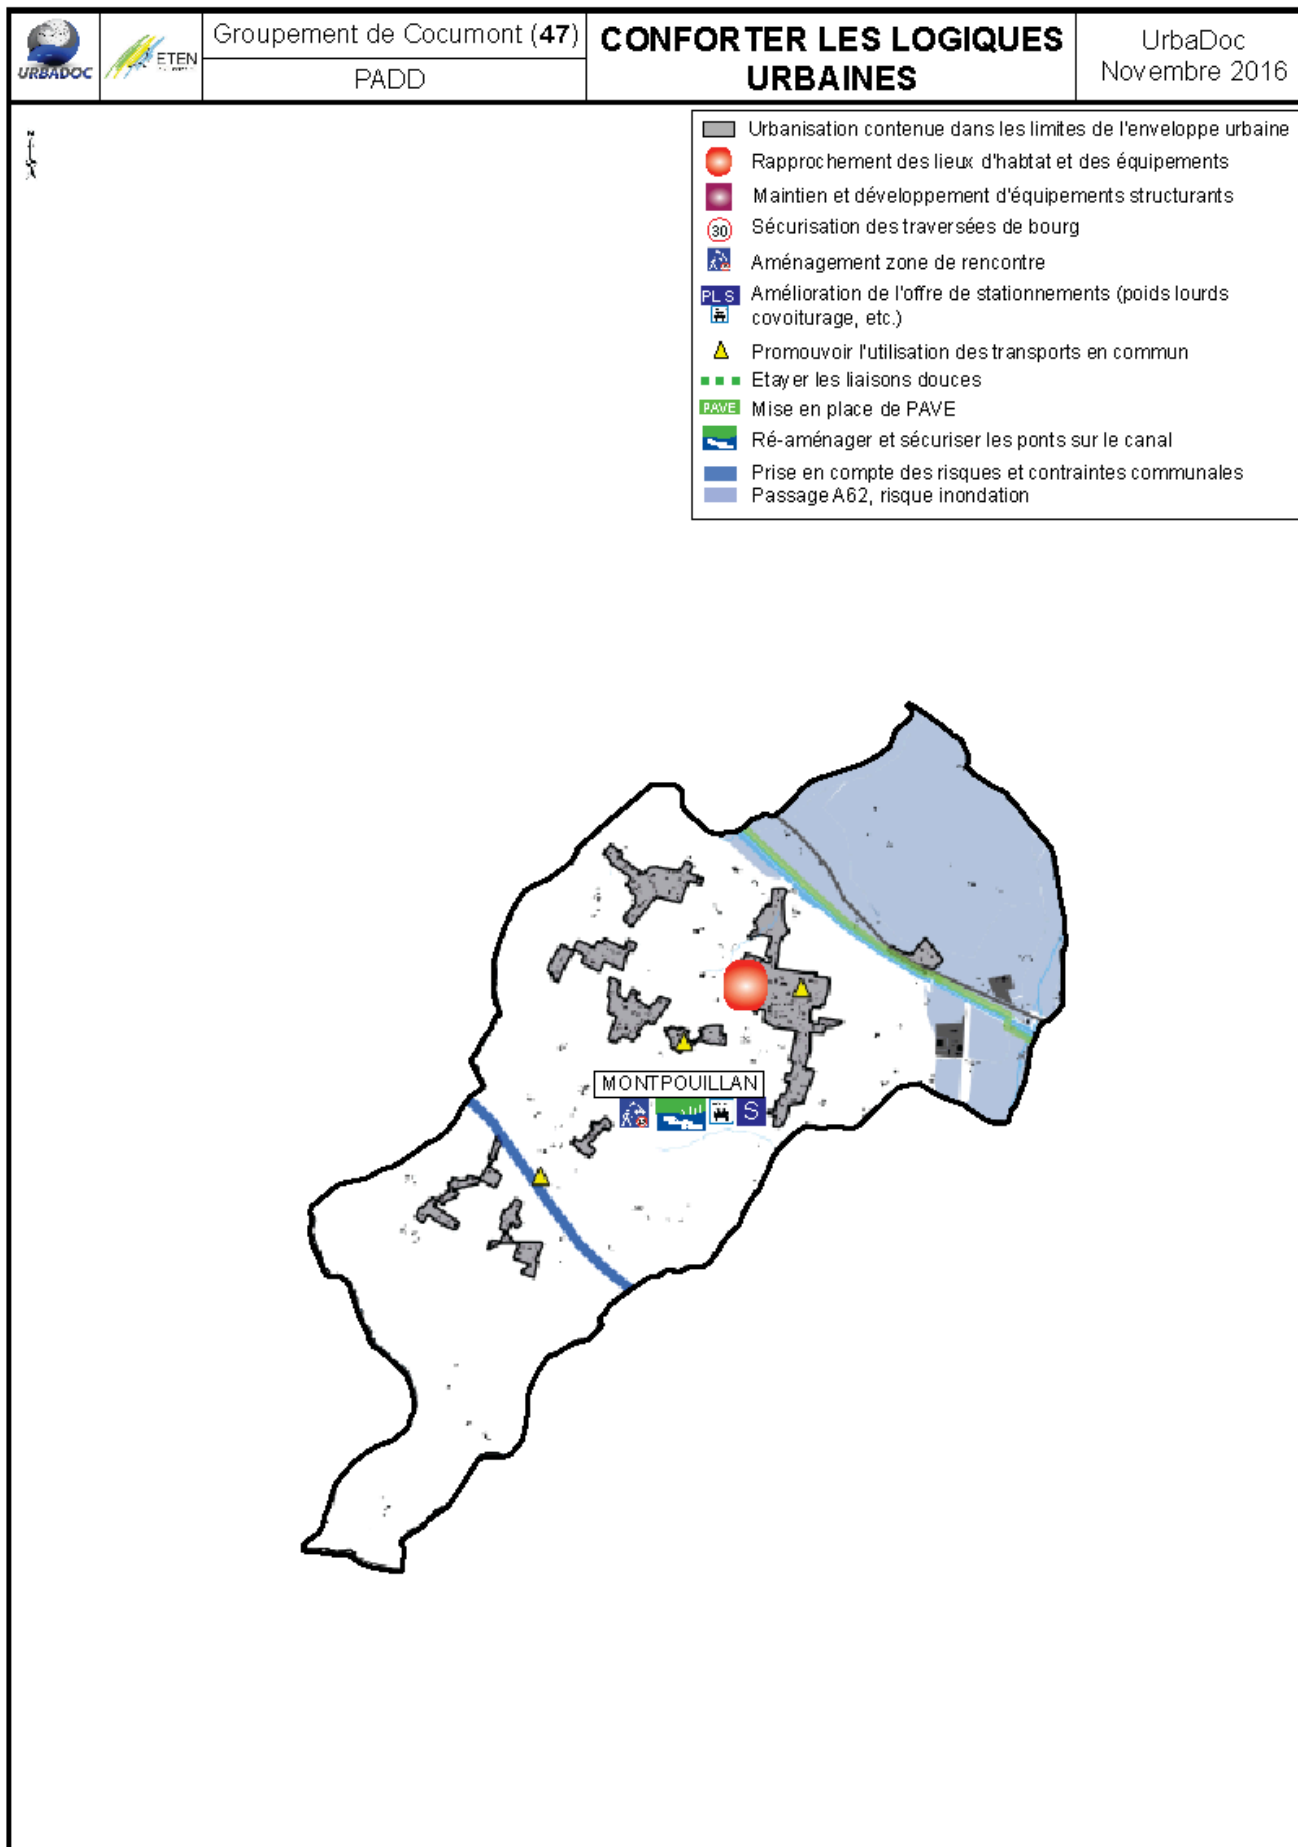 URBADOC
ETEN
Groupement de Cocumont (47)
PADD
CONFORTER LES LOGIQUES
URBAINES
UrbaDoc
Novembre 2016
N
Urbanisation contenue dans les limites de l'enveloppe urbaine
Rapprochement des lieux d'habtat et des équipements
Maintien et développement d'équipements structurants
30 Sécurisation des traversées de bourg
Aménagement zone de rencontre
PL S Amélioration de l'offre de stationnements (poids lourds
covoiturage, etc.)
Promouvoir l'utilisation des transports en commun
Etayer les liaisons douces
PAVE Mise en place de PAVE
Ré-aménager et sécuriser les ponts sur le canal
Prise en compte des risques et contraintes communales
Passage A62, risque inondation
MONTPOUILLAN
S